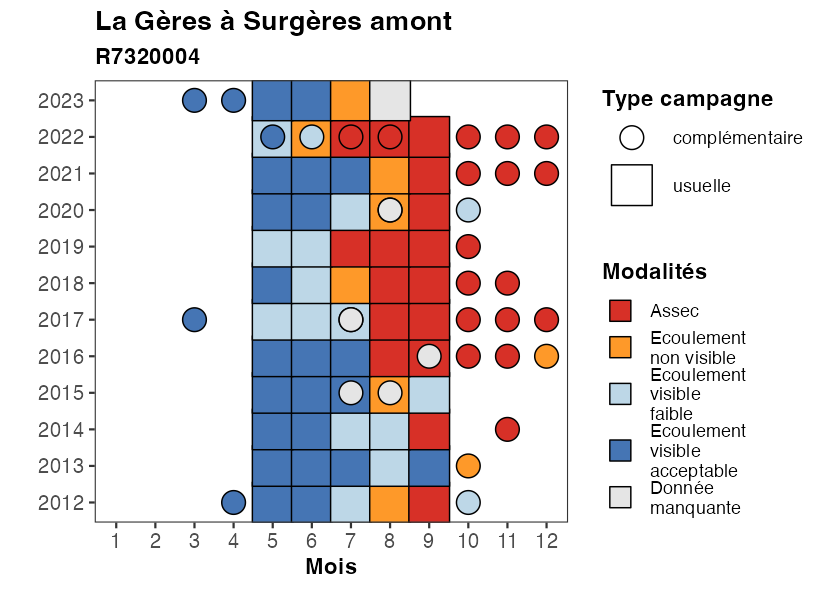 La Gères à Surgères amont
R7320004
2023
2022
2021
2020
2019
2018
2017
2016
2015
2014
2013
2012
1 2 3 4 5 6 7 8 9 10 11 12
Mois
Type campagne
complémentaire
usuelle
Modalités
Assec
Ecoulement
non visible
Ecoulement
visible
faible
Ecoulement
visible
acceptable
Donnée
manquante